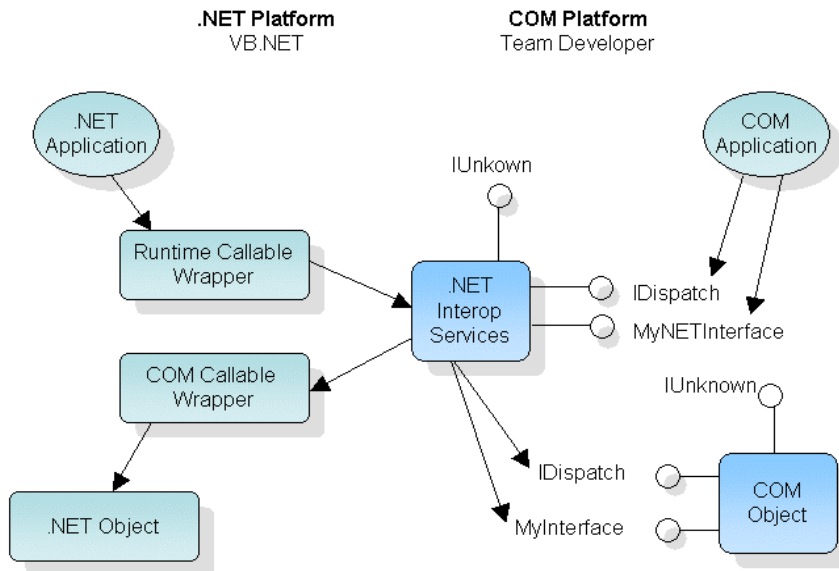 .NET Platform
VB.NET
COM Platform
Team Developer
.NET
Application
COM
Application
IUnkown
Runtime Callable
Wrapper
.NET
Interop
Services
IDispatch
MyNETInterface
COM Callable
Wrapper
IUnknown
IDispatch
MyInterface
COM
Object
.NET Object